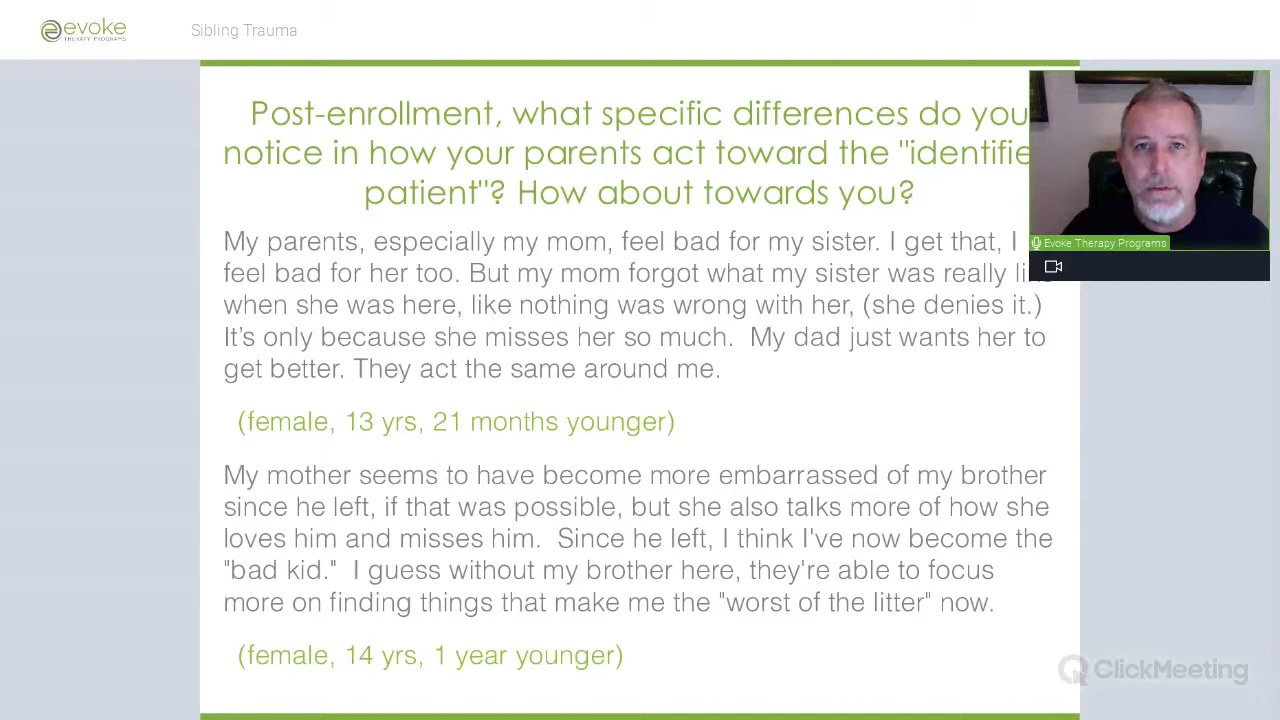 evoke
THERAPY PROGRAMS
Sibling Trauma
Post-enrollment, what specific differences do you
notice in how your parents act toward the "identifie
patient"? How about towards you?
Evoke Therapy Programs
My parents, especially my mom, feel bad for my sister. I get that, I
feel bad for her too. But my mom forgot what my sister was really li
when she was here, like nothing was wrong with her, (she denies it.)
It's only because she misses her so much. My dad just wants her to
get better. They act the same around me.
(female, 13 yrs, 21 months younger)
My mother seems to have become more embarrassed of my brother
since he left, if that was possible, but she also talks more of how she
loves him and misses him. Since he left, I think I've now become the
"bad kid." I guess without my brother here, they're able to focus
more on finding things that make me the "worst of the litter" now.
(female, 14 yrs, 1 year younger)
ClickMeeting